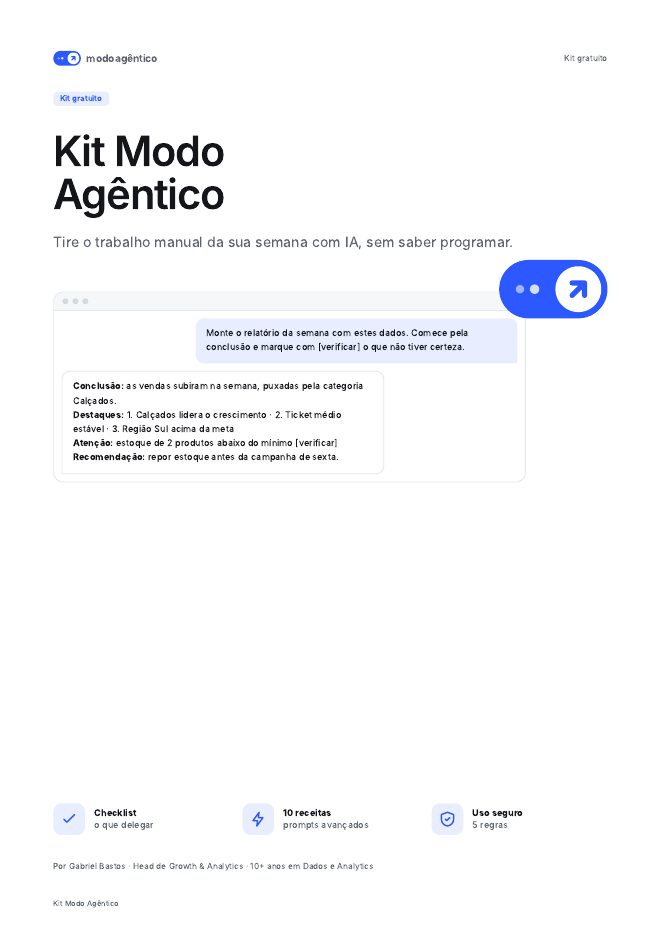 modoagêntico
Kit gratuito
Kit gratuito
Kit Modo
Agêntico
Tire o trabalho manual da sua semana com IA, sem saber programar.
Monte o relatório da semana com estes dados. Comece pela
conclusão e marque com [verificar] o que não tiver certeza.
Conclusão: as vendas subiram na semana, puxadas pela categoria
Calçados.
Destaques: 1. Calçados lidera o crescimento · 2. Ticket médio
estável · 3. Região Sul acima da meta
Atenção: estoque de 2 produtos abaixo do mínimo [verificar]
Recomendação: repor estoque antes da campanha de sexta.
Checklist
o que delegar
10 receitas
prompts avançados
Uso seguro
5 regras
Por Gabriel Bastos · Head de Growth & Analytics · 10+ anos em Dados e Analytics
Kit Modo Agêntico